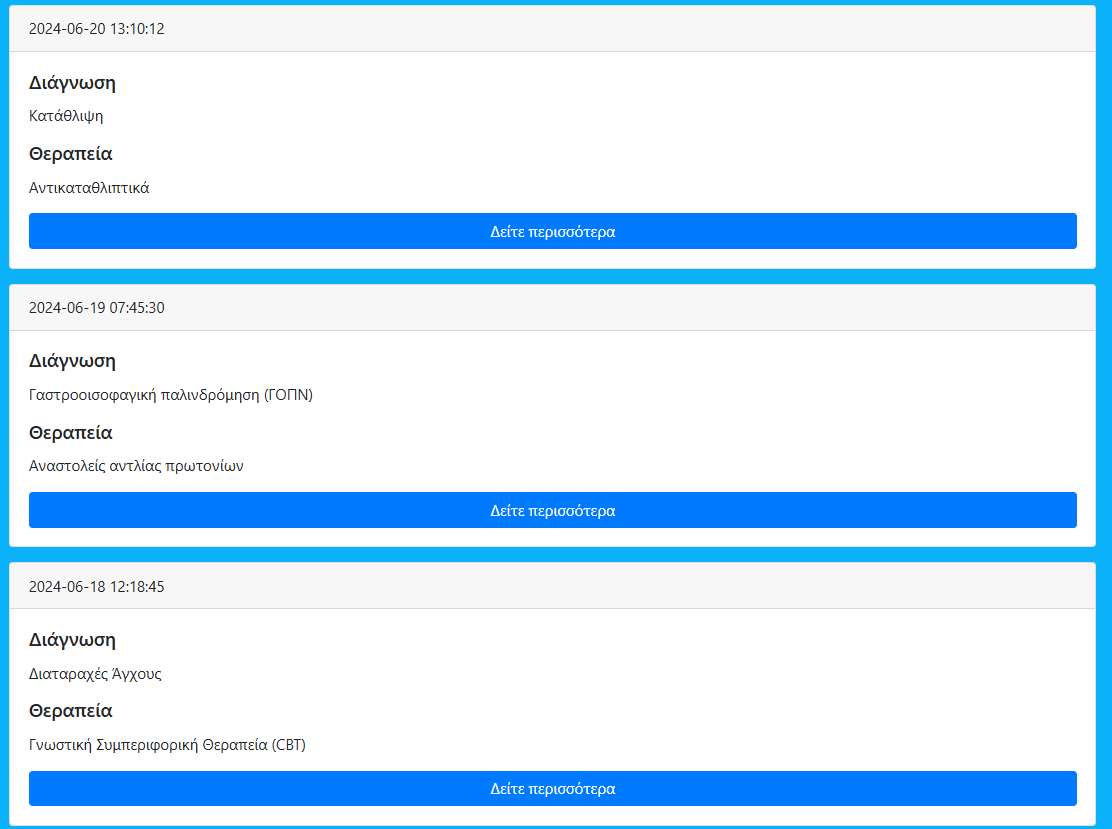 2024-06-20 13:10:12
Διάγνωση
Κατάθλιψη
Θεραπεία
Αντικαταθλιπτικά
Δείτε περισσότερα
2024-06-19 07:45:30
Διάγνωση
Γαστροοισοφαγική παλινδρόμηση (ΓΟΠΝ)
Θεραπεία
Αναστολείς αντλίας πρωτονίων
Δείτε περισσότερα
2024-06-18 12:18:45
Διάγνωση
Διαταραχές Άγχους
Θεραπεία
Γνωστική Συμπεριφορική Θεραπεία (CBT)
Δείτε περισσότερα